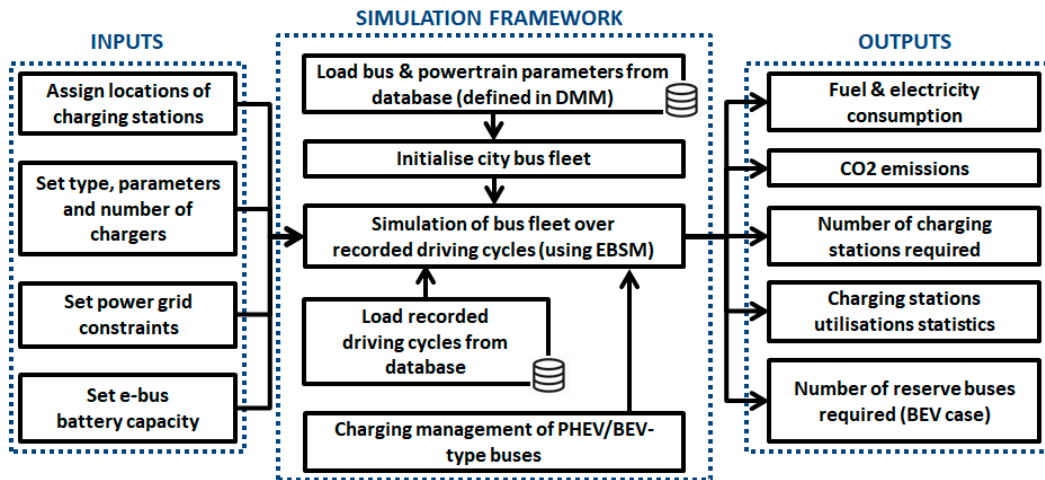 SIMULATION FRAMEWORK
INPUTS
Assign locations of
charging stations
Set type, parameters
and number of
chargers
Set power grid
constraints
Set e-bus
battery capacity
Load bus & powertrain parameters from
database (defined in DMM)
Initialise city bus fleet
Simulation of bus fleet over
recorded driving cycles (using EBSM)
Load recorded
driving cycles from
database
Charging management of PHEV/BEV-
type buses
OUTPUTS
Fuel & electricity
consumption
CO2 emissions
Number of charging
stations required
Charging stations
utilisations statistics
Number of reserve buses
required (BEV case)